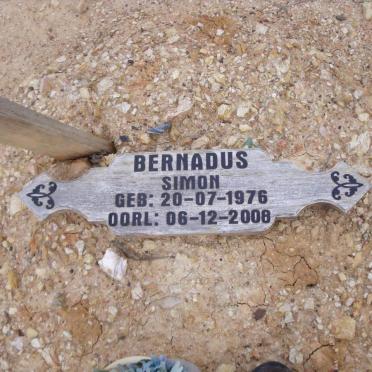 BERNADUS
SIMON
GEB: 20-07-1976
OORL: 06-12-2008